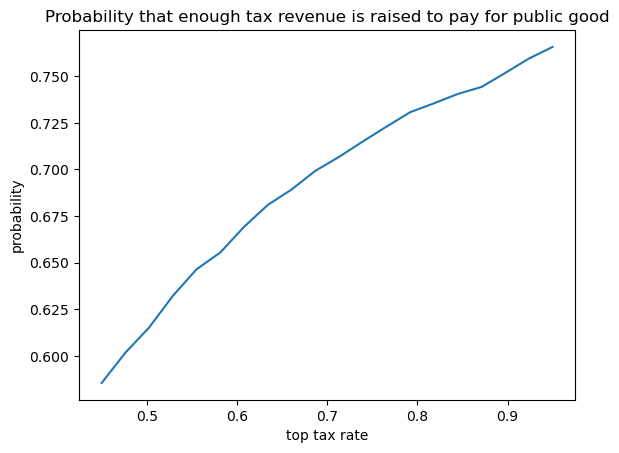 Probability that enough tax revenue is raised to pay for public good
0.750
0.725
0.700
0.675
0.650
0.625
0.600
probability
0.5 0.6 0.7 0.8 0.9
top tax rate